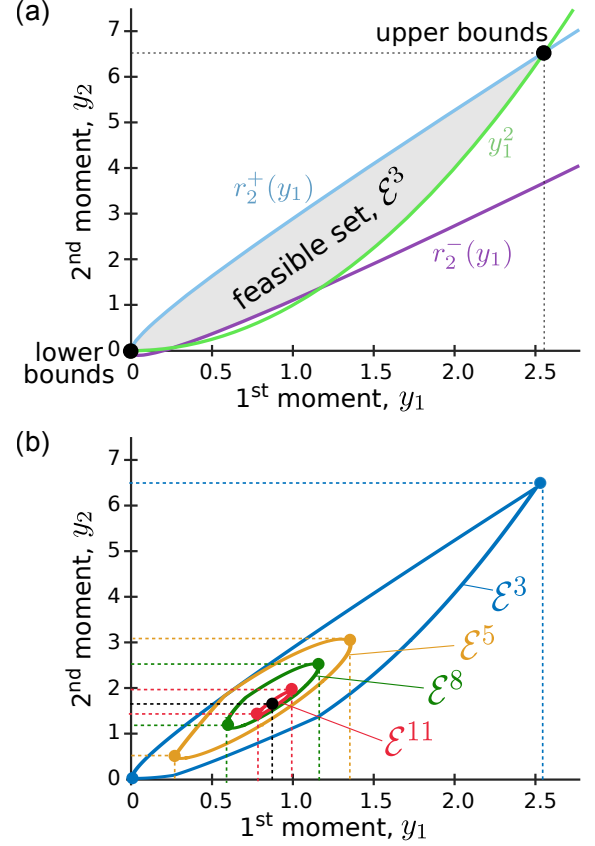 (a)
7
6
5
4
3
2
1
0
2nd moment, y₂
upper bounds
y₁²
r₂⁺(y₁)
feasible set, ℰ³
r₂⁻(y₁)
lower
bounds
0.5
1.0
1.5
2.0
2.5
1st moment, y₁
(b)
7
6
5
4
3
2
1
0
2nd moment, y₂
ℰ³
ℰ⁵
ℰ⁸
ℰ¹¹
0
0.5
1.0
1.5
2.0
2.5
1st moment, y₁